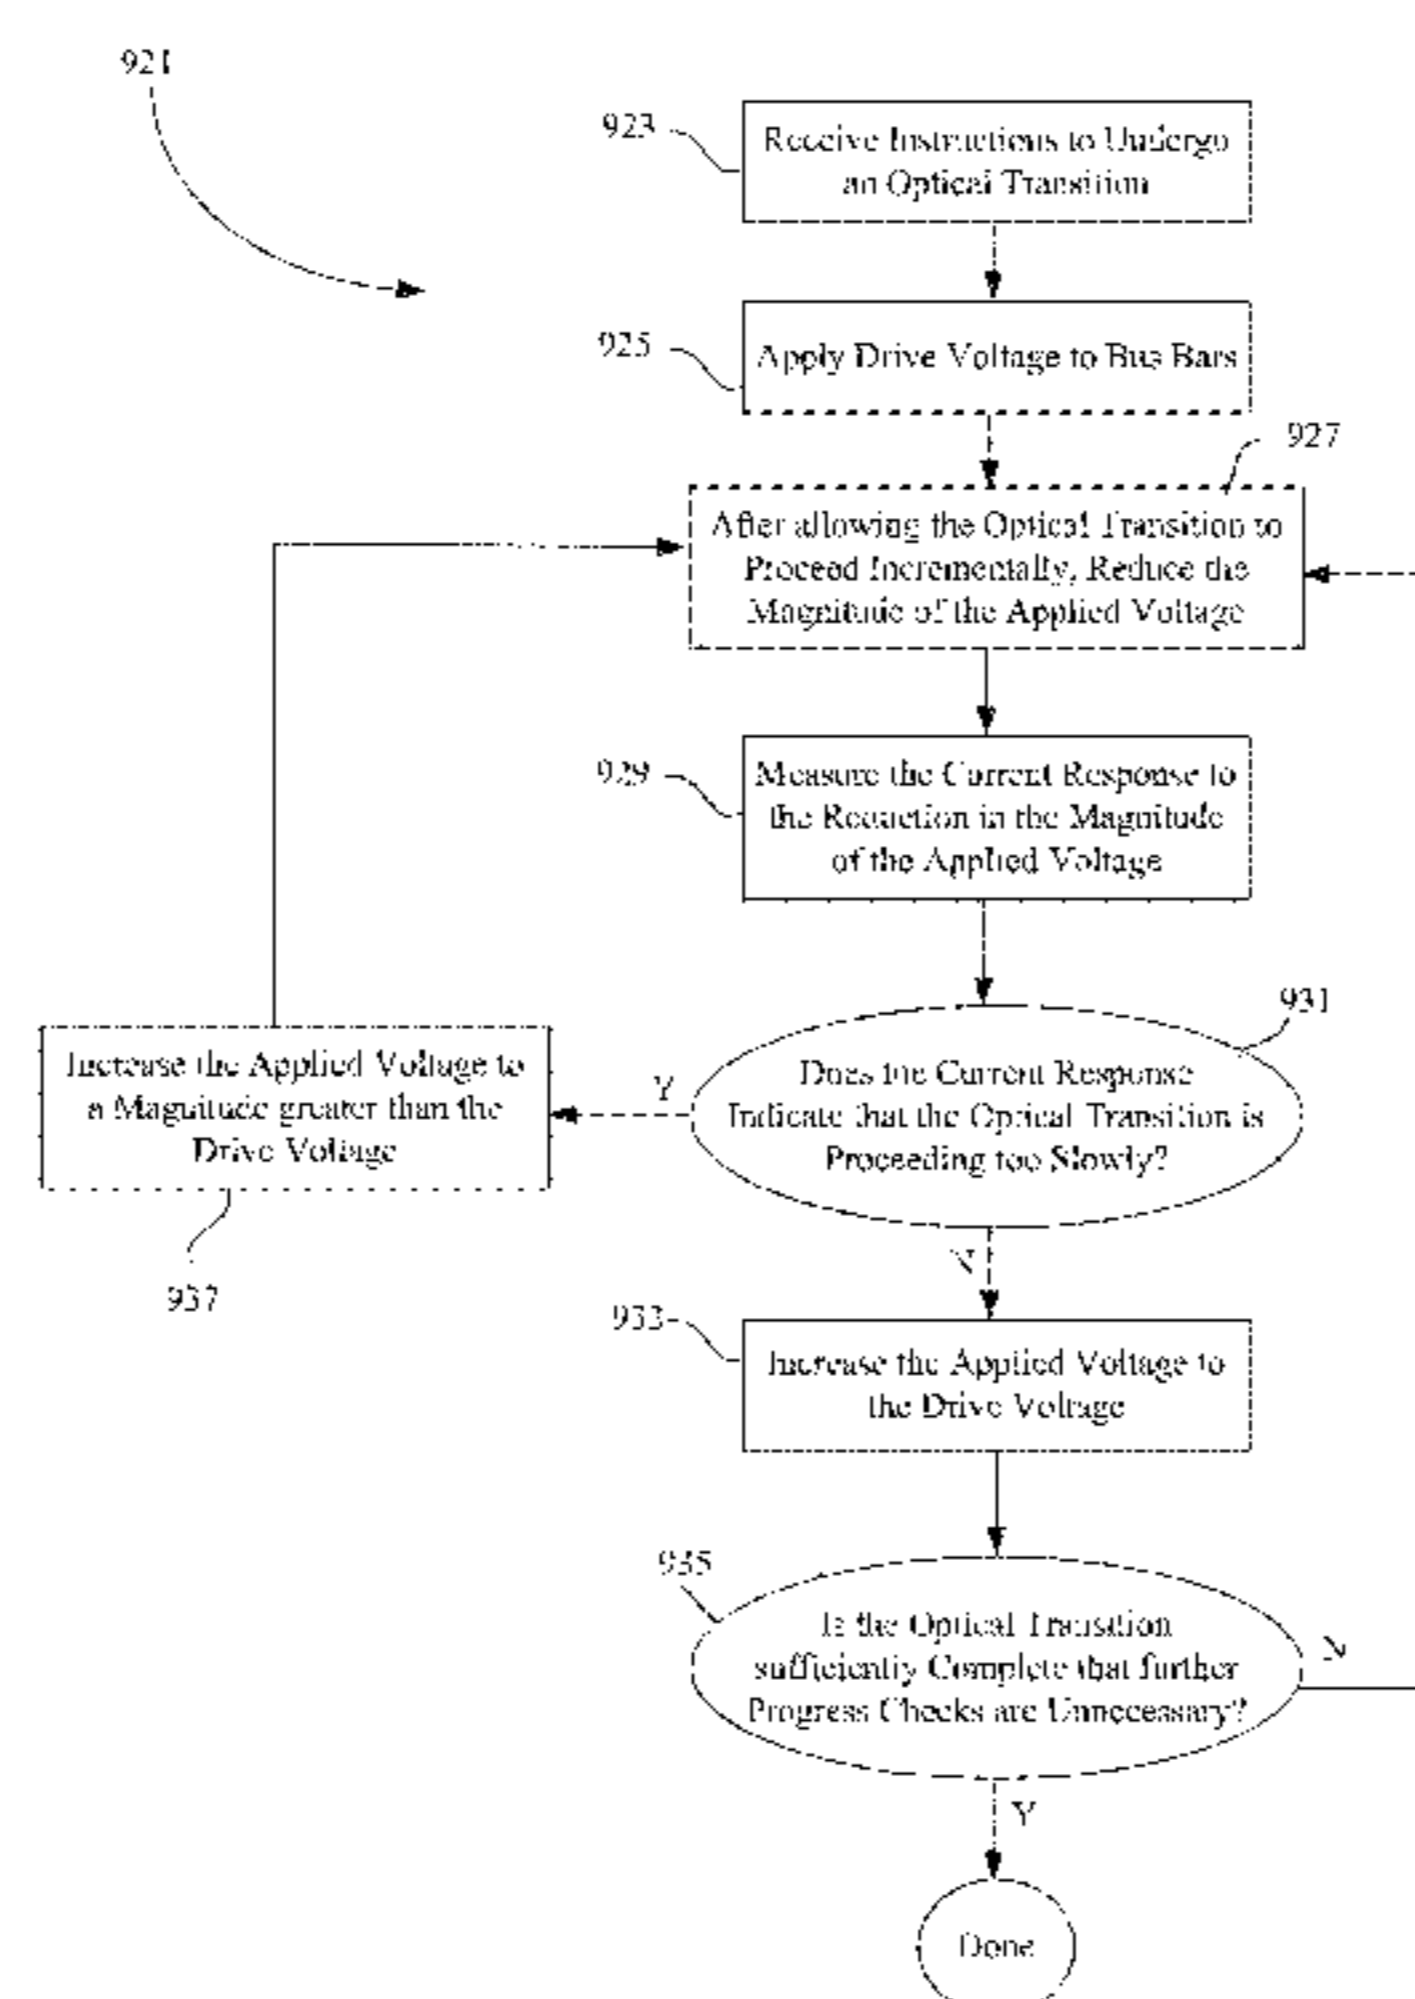 921
923
Receive Instructions to Undergo
an Optical Transition
925
Apply Drive Voltage to Bus Bars
927
After allowing the Optical Transition to
Proceed Incrementally, Reduce the
Magnitude of the Applied Voltage
929
Measure the Current Response to
the Reduction in the Magnitude
of the Applied Voltage
931
Does the Current Response
Indicate that the Optical Transition is
Proceeding too Slowly?
Y
Increase the Applied Voltage to
a Magnitude greater than the
Drive Voltage
937
N
933
Increase the Applied Voltage to
the Drive Voltage
935
Is the Optical Transition
sufficiently Complete that further
Progress Checks are Unnecessary?
N
Y
Done